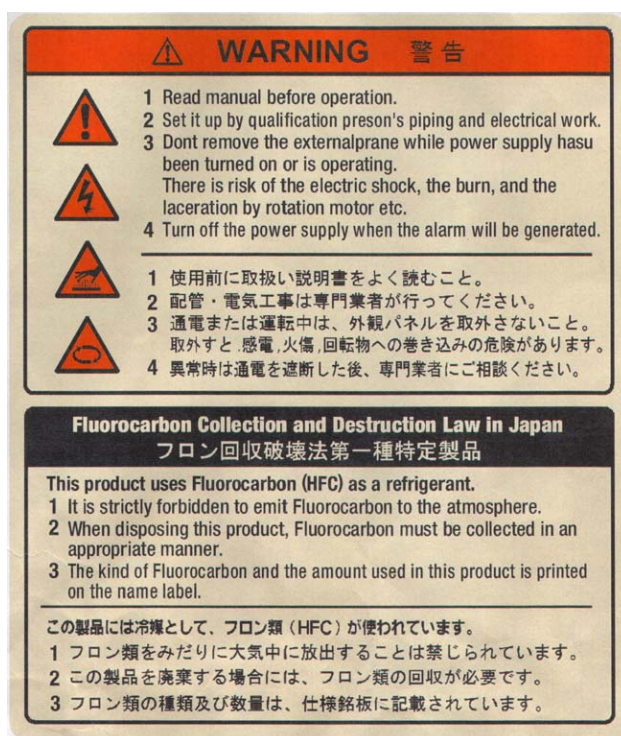 WARNING 警告
1 Read manual before operation.
2 Set it up by qualification preson's piping and electrical work.
3 Dont remove the externalprane while power supply hasu
been turned on or is operating.
There is risk of the electric shock, the burn, and the
laceration by rotation motor etc.
4 Turn off the power supply when the alarm will be generated.
1 使用前に取扱い説明書をよく読むこと。
2 配管・電気工事は専門業者が行ってください。
3 通電または運転中は、外観パネルを取外さないこと。
取外すと.感電,火傷,回転物への巻き込みの危険があります。
4 異常時は通電を遮断した後、専門業者にご相談ください。
Fluorocarbon Collection and Destruction Law in Japan
フロン回収破壊法第一種特定製品
This product uses Fluorocarbon (HFC) as a refrigerant.
1 It is strictly forbidden to emit Fluorocarbon to the atmosphere.
2 When disposing this product, Fluorocarbon must be collected in an
appropriate manner.
3 The kind of Fluorocarbon and the amount used in this product is printed
on the name label.
この製品には冷媒として、フロン類（HFC）が使われています。
1 フロン類をみだりに大気中に放出することは禁じられています。
2 この製品を廃棄する場合には、フロン類の回収が必要です。
3 フロン類の種類及び数量は、仕様銘板に記載されています。